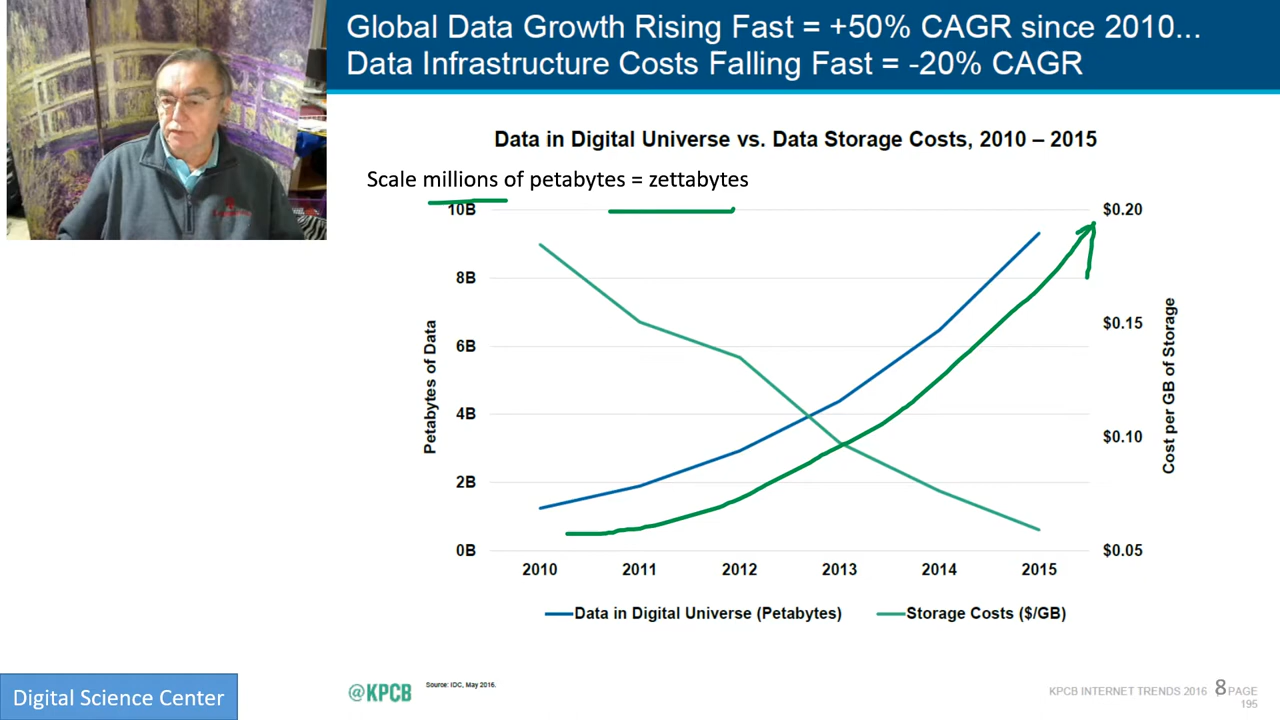 Global Data Growth Rising Fast = +50% CAGR since 2010...
Data Infrastructure Costs Falling Fast = -20% CAGR
Data in Digital Universe vs. Data Storage Costs, 2010 – 2015
Scale millions of petabytes = zettabytes
10B
8B
6B
4B
2B
0B
Petabytes of Data
$0.20
$0.15
$0.10
$0.05
Cost per GB of Storage
2010 2011 2012 2013 2014 2015
Data in Digital Universe (Petabytes) Storage Costs ($/GB)
Digital Science Center
@KPCB
Source: IDC, May 2016.
KPCB INTERNET TRENDS 2016
8
PAGE
195